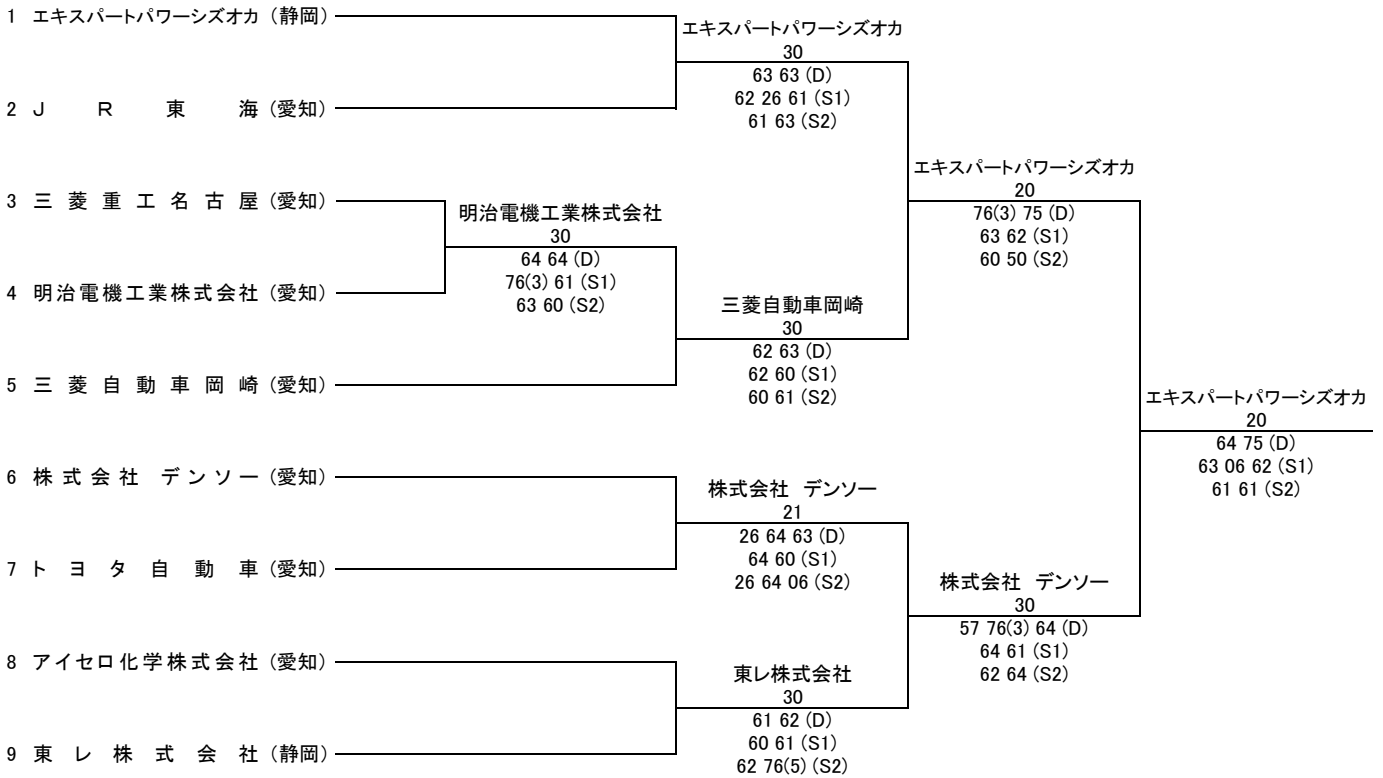 1 エキスパートパワーシズオカ (静岡)
エキスパートパワーシズオカ
30
63 63 (D)
62 26 61 (S1)
61 63 (S2)
2 J R 東 海 (愛知)
エキスパートパワーシズオカ
20
76(3) 75 (D)
63 62 (S1)
60 50 (S2)
3 三 菱 重 工 名 古 屋 (愛知)
明治電機工業株式会社
30
64 64 (D)
76(3) 61 (S1)
63 60 (S2)
4 明治電機工業株式会社 (愛知)
三菱自動車岡崎
30
62 63 (D)
62 60 (S1)
60 61 (S2)
5 三 菱 自 動 車 岡 崎 (愛知)
エキスパートパワーシズオカ
20
64 75 (D)
63 06 62 (S1)
61 61 (S2)
6 株 式 会 社 デ ン ソ ー (愛知)
株式会社 デンソー
21
26 64 63 (D)
64 60 (S1)
26 64 06 (S2)
7 ト ヨ タ 自 動 車 (愛知)
株式会社 デンソー
30
57 76(3) 64 (D)
64 61 (S1)
62 64 (S2)
8 アイセロ化学株式会社 (愛知)
東レ株式会社
30
61 62 (D)
60 61 (S1)
62 76(5) (S2)
9 東 レ 株 式 会 社 (静岡)